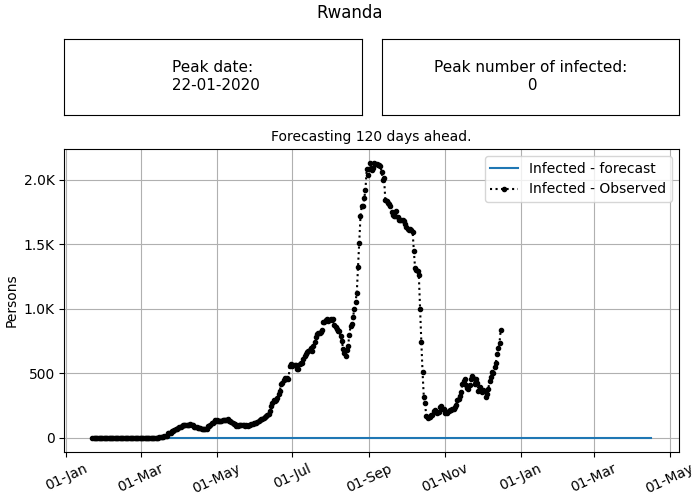 Rwanda
Peak date:
22-01-2020
Peak number of infected:
0
Forecasting 120 days ahead.
Infected - forecast
Infected - Observed
2.0K
1.5K
1.0K
500
0
Persons
01-Jan
01-Mar
01-May
01-Jul
01-Sep
01-Nov
01-Jan
01-Mar
01-May